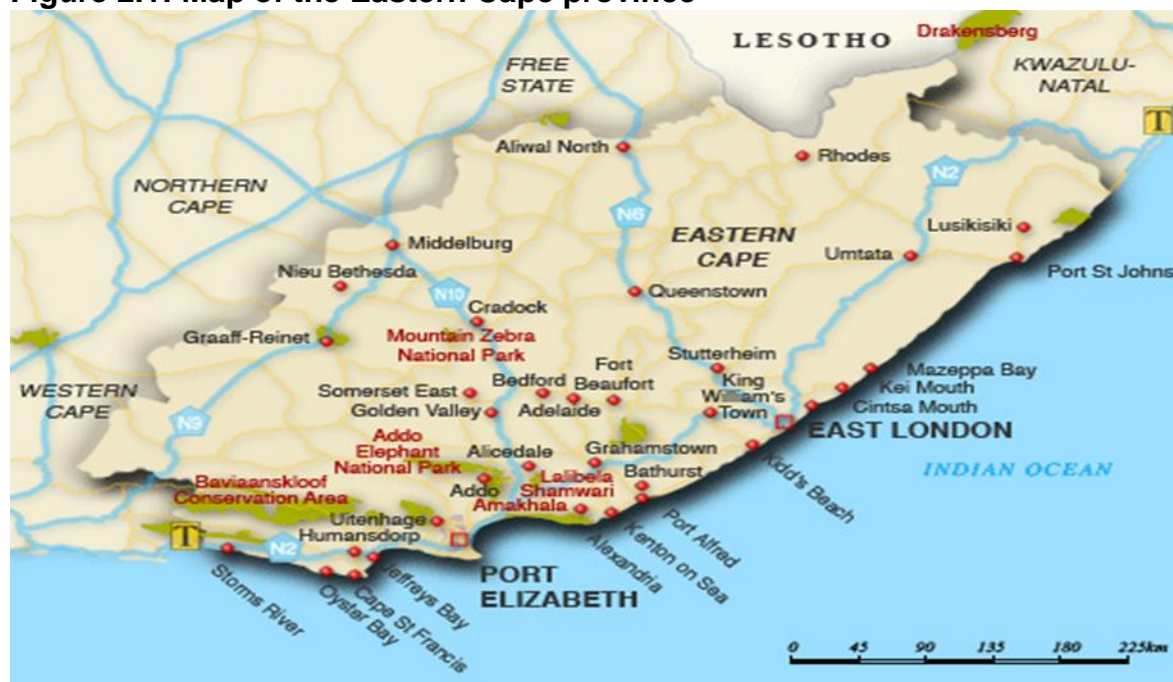 Figure 2.1: Map of the Eastern Cape province
LESOTHO
Drakensberg
FREE
STATE
KWAZULU-
NATAL
T
Aliwal North
Rhodes
N2
NORTHERN
CAPE
N6
Lusikisiki
EASTERN
CAPE
Middelburg
Umtata
Port St Johns
Nieu Bethesda
N10
Queenstown
Cradock
Graaff-Reinet
Mountain Zebra
National Park
Stutterheim
Fort
Beaufort
Mazeppa Bay
WESTERN
CAPE
Somerset East
Bedford
King
William's
Town
Kei Mouth
Golden Valley
Adelaide
Cintsa Mouth
N9
EAST LONDON
Addo
Elephant
National Park
Alicedale
Grahamstown
INDIAN OCEAN
Baviaanskloof
Conservation Area
Addo
Lalibela
Shamwari
Amakhala
Bathurst
Kidd's Beach
Uitenhage
Port Alfred
T
Humansdorp
N2
Kenton on Sea
Alexandria
Storms River
Jeffreys Bay
PORT
ELIZABETH
Oyster Bay
Cape St Francis
0 45 90 135 180 225km